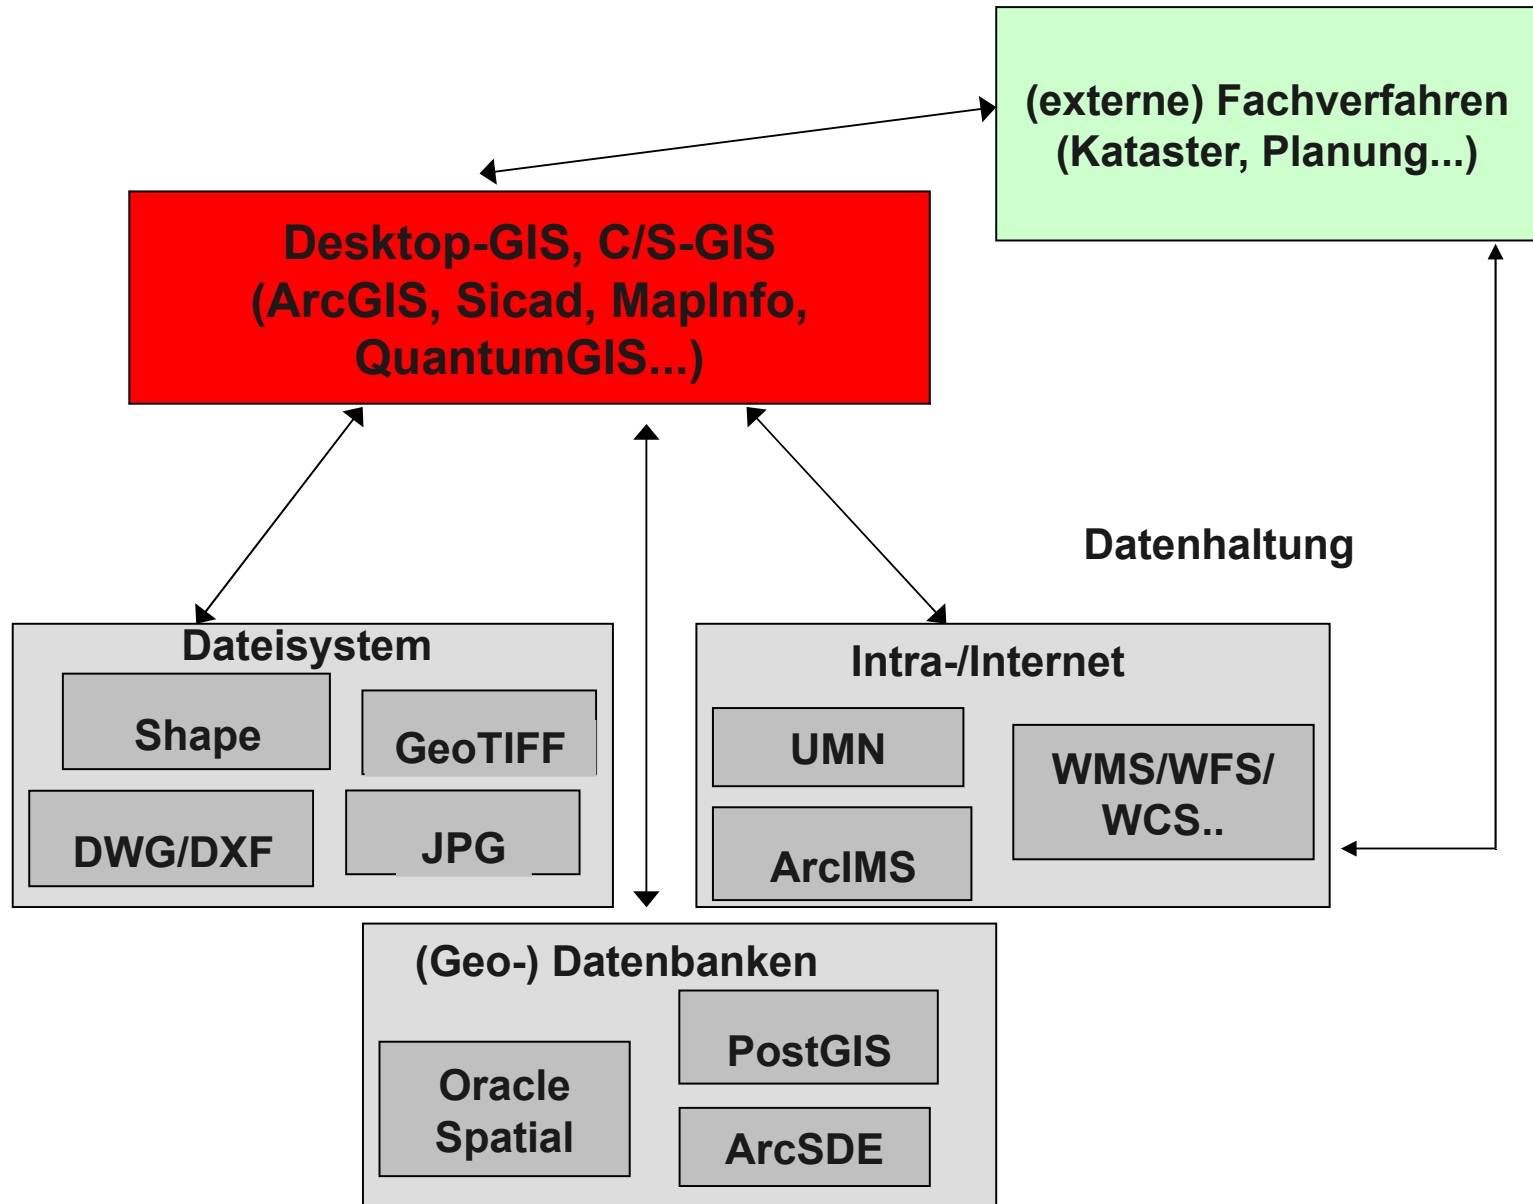 (externe) Fachverfahren
(Kataster, Planung...)
Desktop-GIS, C/S-GIS
(ArcGIS, Sicad, MapInfo,
QuantumGIS...)
Datenhaltung
Dateisystem
Shape
GeoTIFF
DWG/DXF
JPG
Intra-/Internet
UMN
WMS/WFS/
WCS..
ArcIMS
(Geo-) Datenbanken
Oracle
Spatial
PostGIS
ArcSDE